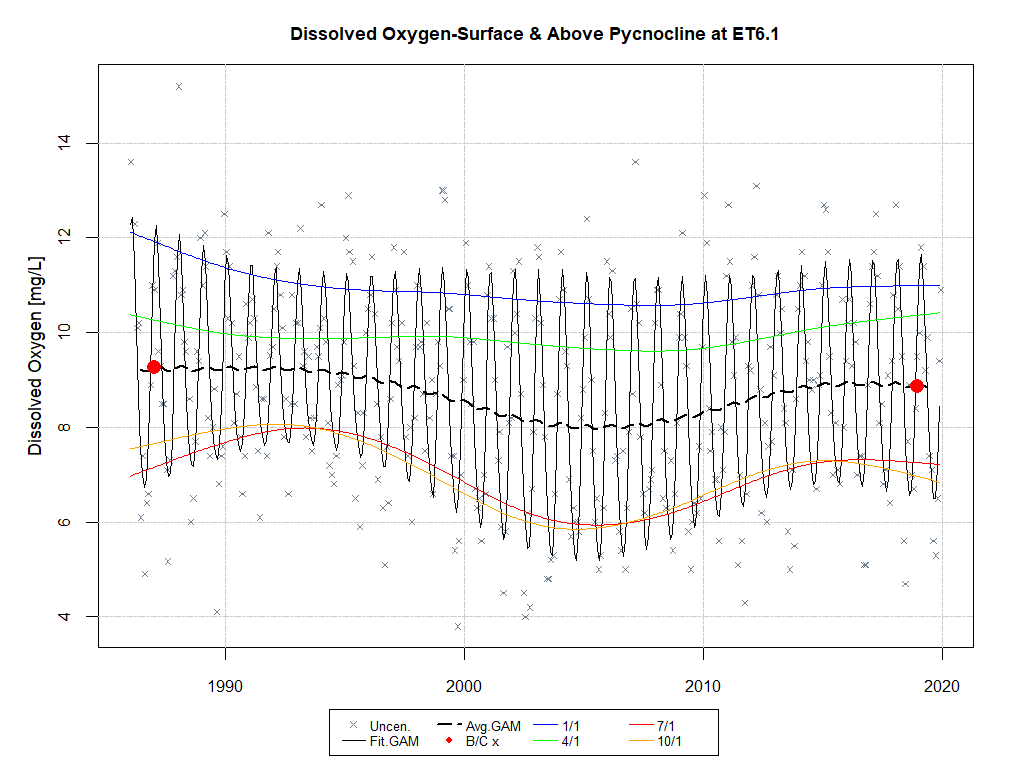 Dissolved Oxygen-Surface & Above Pycnocline at ET6.1
Dissolved Oxygen [mg/L]
14
12
10
8
6
4
1990 2000 2010 2020
Uncen. Avg.GAM 1/1 7/1
Fit.GAM B/C x 4/1 10/1